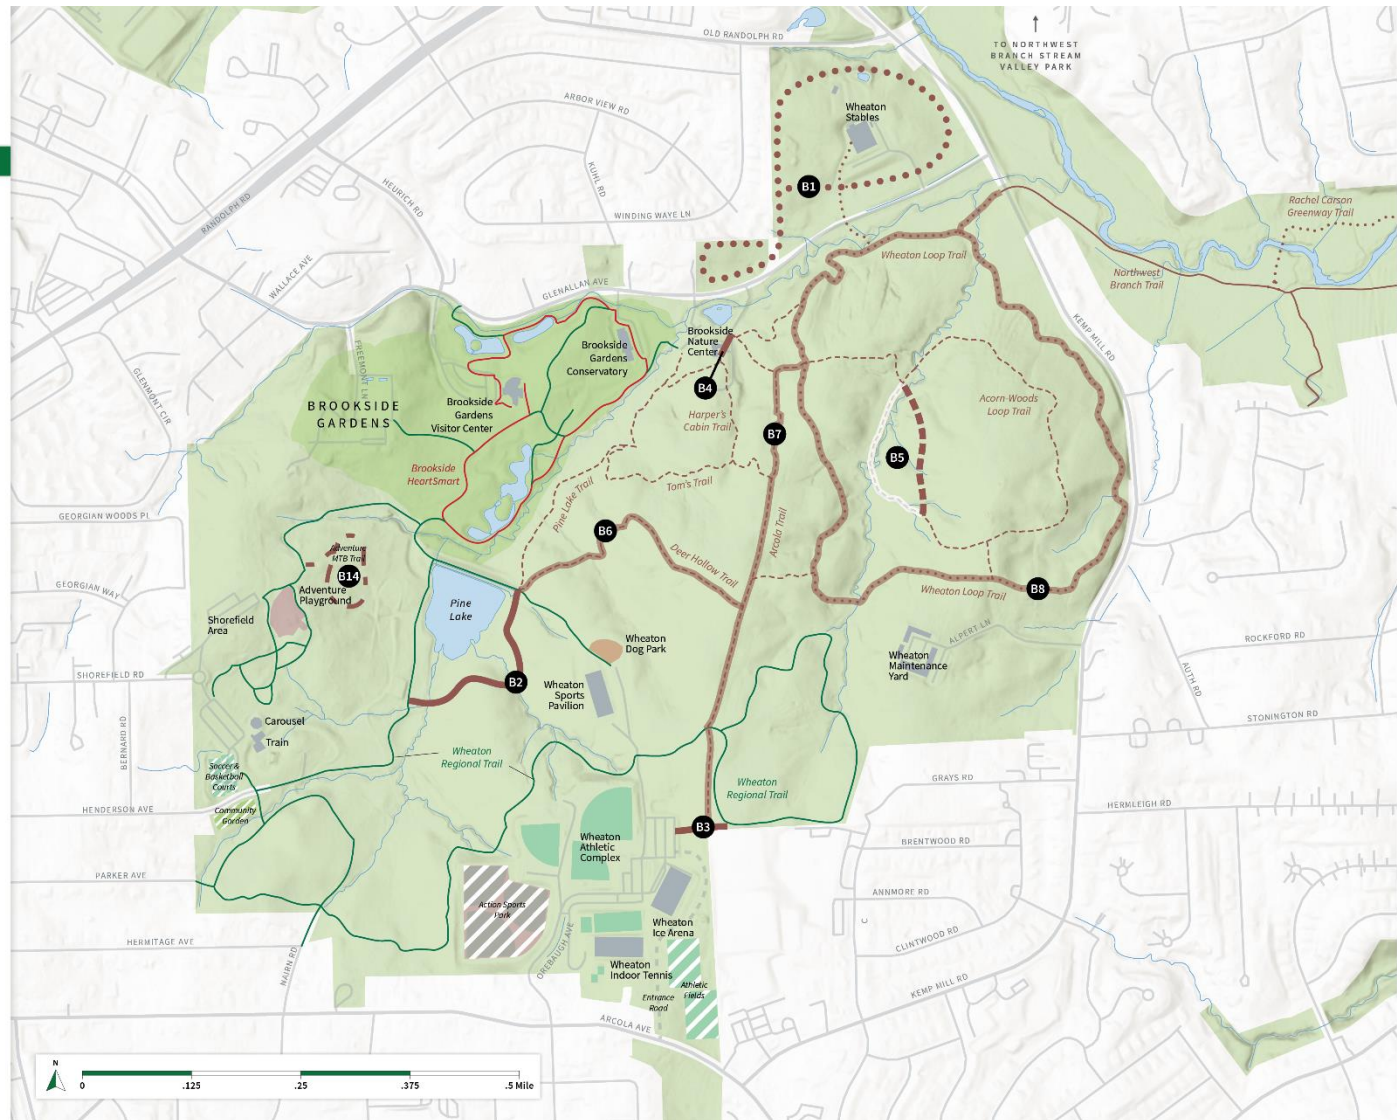 OLD RANDOLPH RD
TO NORTHWEST
BRANCH STREAM
VALLEY PARK
ARBOR VIEW RD
Wheaton
Stables
KUHL RD
HEURICH RD
RANDOLPH RD
B1
WINDING WAYE LN
Rachel Carson
Greenway Trail
WALLACE AVE
Wheaton Loop Trail
Northwest
Branch Trail
GLENALLAN AVE
KEMP MILL RD
FREEMONT LN
Brookside
Nature
Center
Brookside
Gardens
Conservatory
GLENMONT CIR
B4
BROOKSIDE
GARDENS
Brookside
Gardens
Visitor Center
Harper's
Cabin Trail
Acorn Woods
Loop Trail
B7
B5
Brookside
HeartSmart
Pine Lake Trail
Tom's Trail
GEORGIAN WOODS PL
Arcola Trail
B6
Adventure
MTB Trail
B14
Deer Hollow Trail
GEORGIAN WAY
Adventure
Playground
Pine
Lake
Wheaton Loop Trail
B8
Shorefield
Area
ALPERT LN
ROCKFORD RD
Wheaton
Dog Park
Wheaton
Maintenance
Yard
SHOREFIELD RD
AUTH RD
B2
Wheaton
Sports
Pavilion
BERNARD RD
Carousel
Train
STONINGTON RD
Wheaton
Regional Trail
Soccer &
Basketball
Courts
GRAYS RD
Wheaton
Regional Trail
HENDERSON AVE
Community
Garden
HERMLEIGH RD
B3
Wheaton
Athletic
Complex
BRENTWOOD RD
PARKER AVE
Action Sports
Park
ANNMORE RD
Wheaton
Ice Arena
CLINTWOOD RD
HERMITAGE AVE
NAIRN RD
OREBAUGH AVE
Wheaton
Indoor Tennis
Athletic
Fields
KEMP MILL RD
Entrance
Road
ARCOLA AVE
N
0 .125 .25 .375 .5 Mile